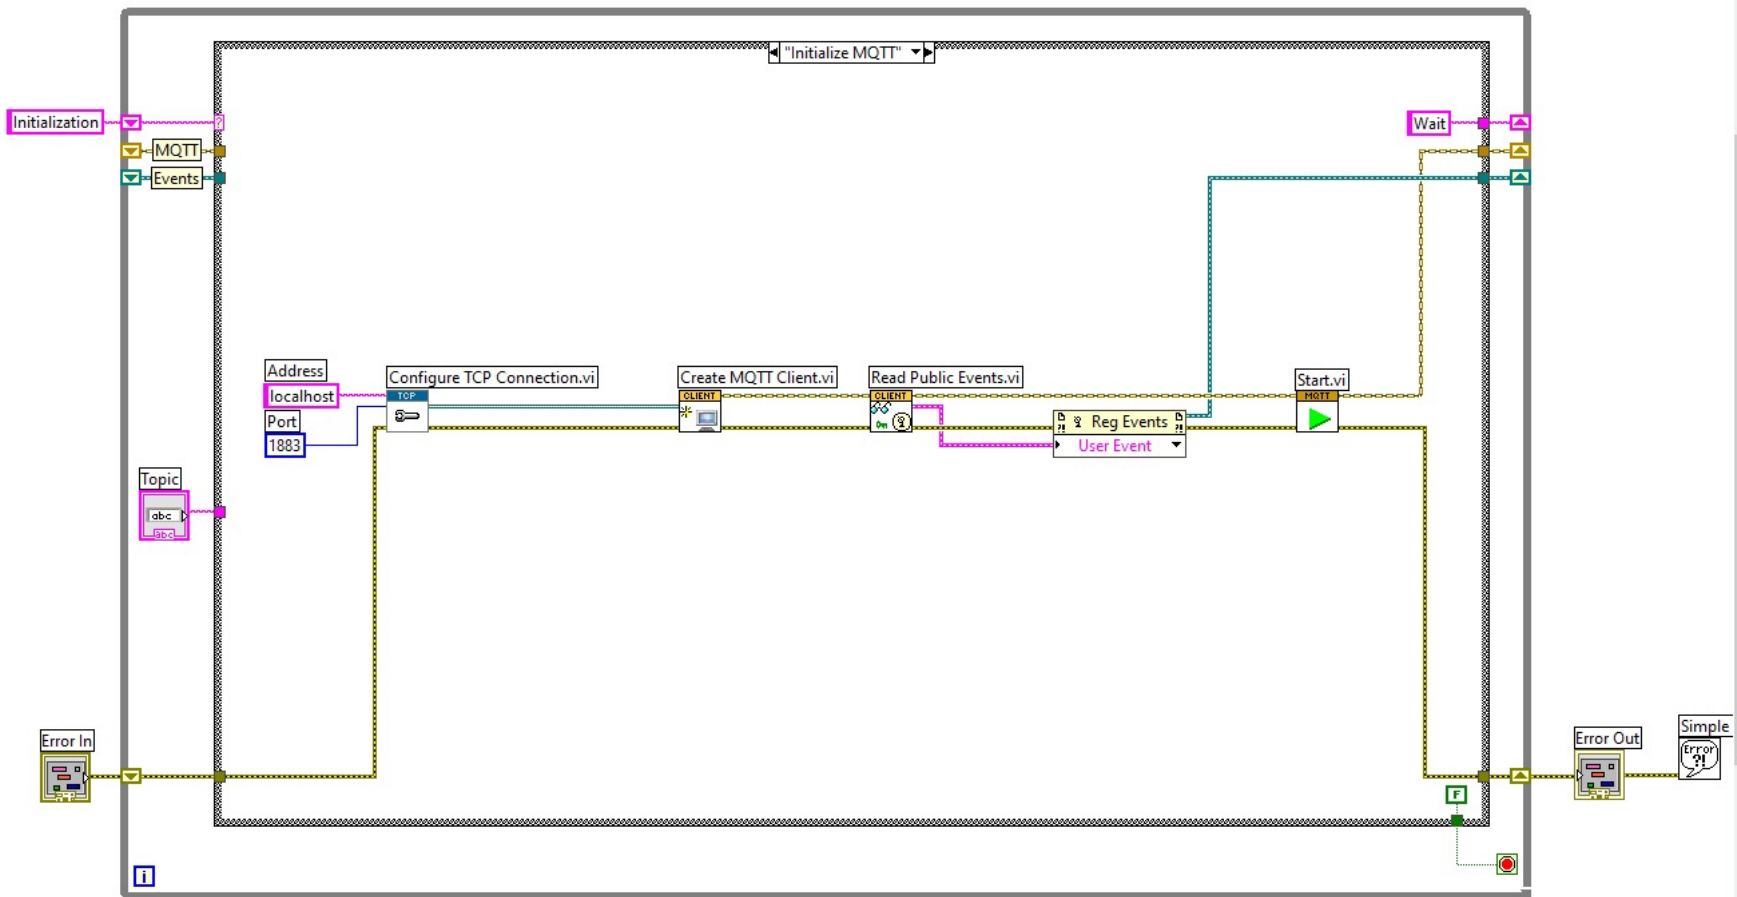 "Initialize MQTT"
Initialization
?
Wait
MQTT
Events
Address
localhost
Port
1883
Configure TCP Connection.vi
TCP
Create MQTT Client.vi
CLIENT
Read Public Events.vi
CLIENT
Reg Events
User Event
Start.vi
MQTT
Topic
abc
abc
Error In
Error Out
Simple
Error
?!
F
i